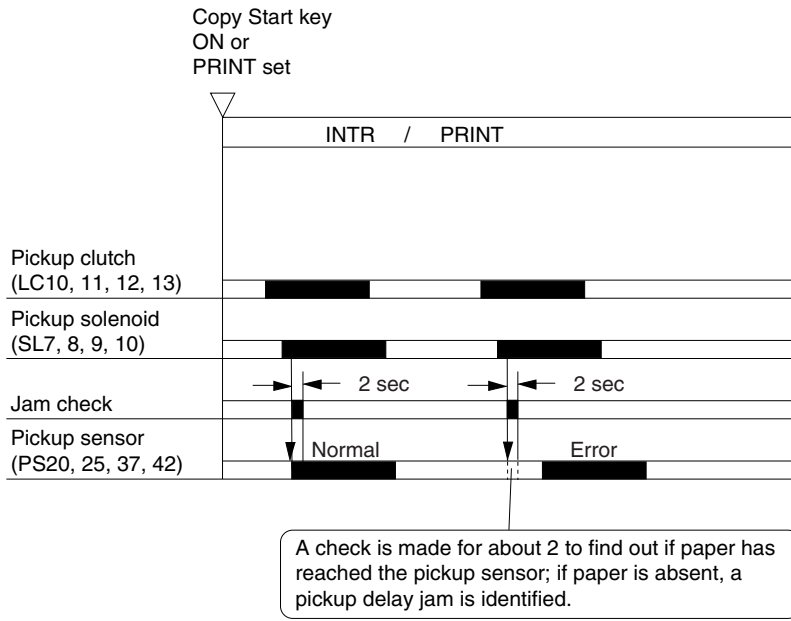 Copy Start key
ON or
PRINT set
INTR / PRINT
Pickup clutch
(LC10, 11, 12, 13)
Pickup solenoid
(SL7, 8, 9, 10)
2 sec
2 sec
Jam check
Pickup sensor
(PS20, 25, 37, 42)
Normal
Error
A check is made for about 2 to find out if paper has
reached the pickup sensor; if paper is absent, a
pickup delay jam is identified.